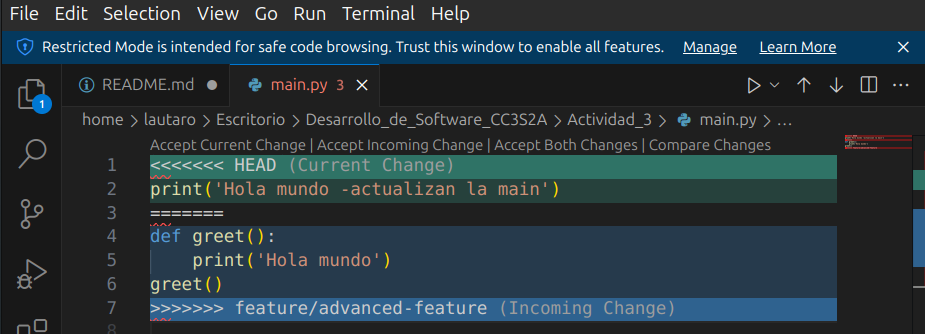 File Edit Selection View Go Run Terminal Help
Restricted Mode is intended for safe code browsing. Trust this window to enable all features. Manage Learn More
1
README.md main.py 3
home > lautaro > Escritorio > Desarrollo_de_Software_CC3S2A > Actividad_3 > main.py > ...
Accept Current Change | Accept Incoming Change | Accept Both Changes | Compare Changes
1 <<<<<<< HEAD (Current Change)
2 print('Hola mundo -actualizan la main')
3 =======
4 def greet():
5     print('Hola mundo')
6 greet()
7 >>>>>>> feature/advanced-feature (Incoming Change)
8